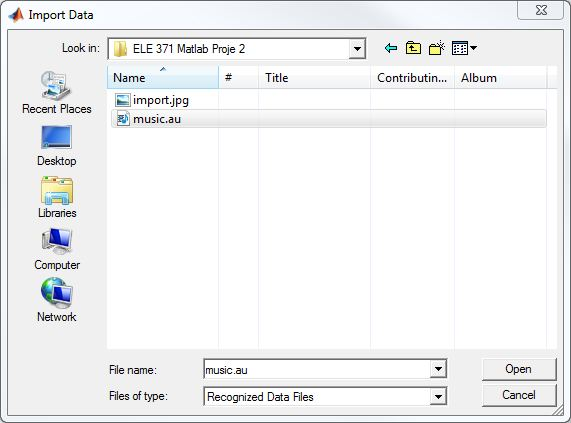 Import Data
Look in: ELE 371 Matlab Proje 2
Name # Title Contributin... Album
Recent Places
Desktop
Libraries
Computer
Network
import.jpg
music.au
File name: music.au Open
Files of type: Recognized Data Files Cancel